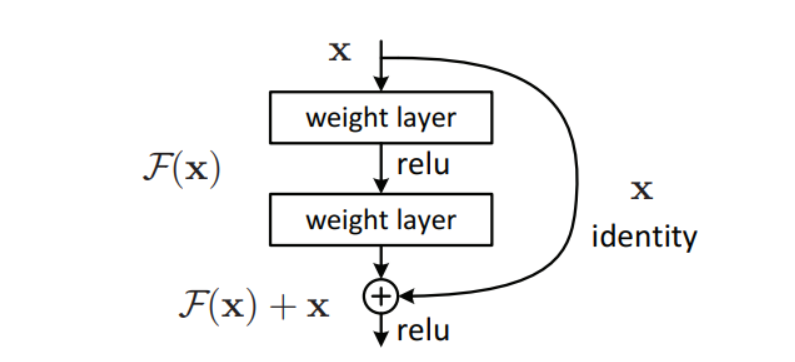 x
weight layer
relu
F(x)
x
weight layer
identity
F(x) + x
+
relu